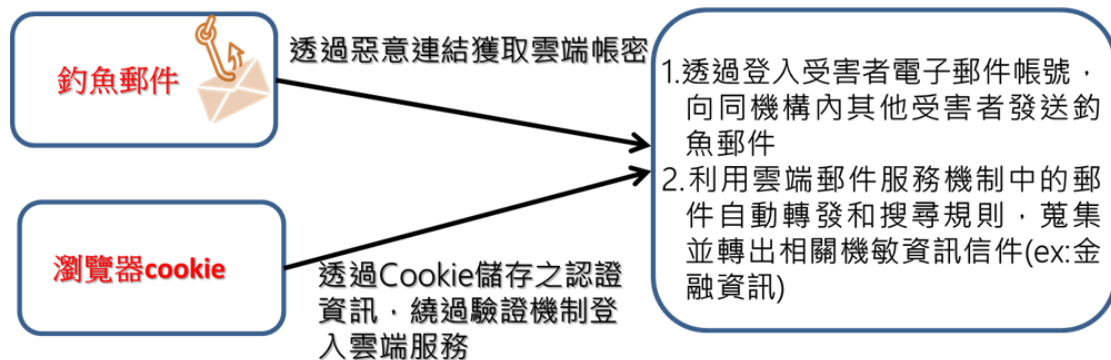 釣魚郵件
透過惡意連結獲取雲端帳密
瀏覽器cookie
透過Cookie儲存之認證
資訊，繞過驗證機制登
入雲端服務
1.透過登入受害者電子郵件帳號，
向同機構內其他受害者發送釣
魚郵件
2.利用雲端郵件服務機制中的郵
件自動轉發和搜尋規則，蒐集
並轉出相關機敏資訊信件(ex:金
融資訊)